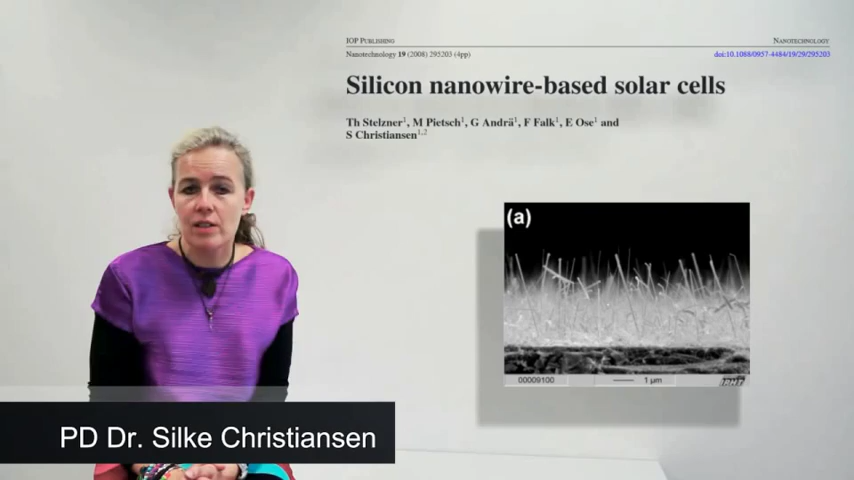 IOP Publishing Nanotechnology
Nanotechnology 19 (2008) 295203 (4pp) doi:10.1088/0957-4484/19/29/295203
Silicon nanowire-based solar cells
Th Stelzner¹, M Pietsch¹, G Andrä¹, F Falk¹, E Ose¹ and
S Christiansen¹,²
(a)
00009100 1 µm IPHT
PD Dr. Silke Christiansen